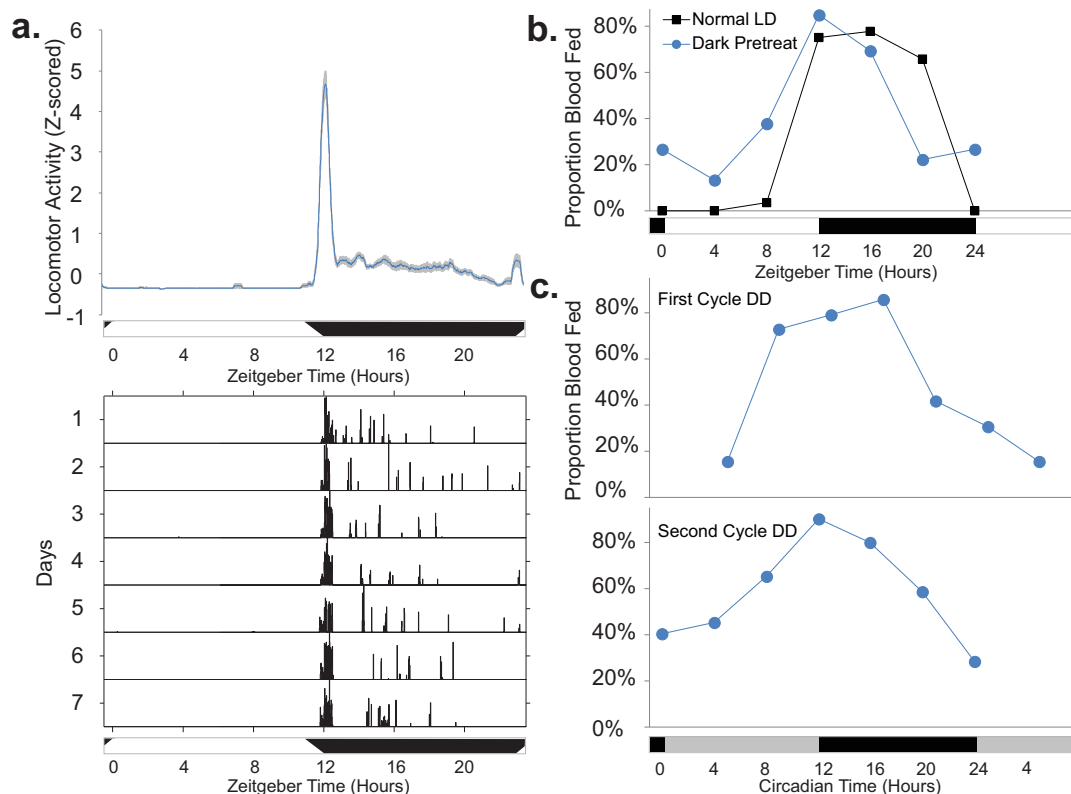 a.
6
5
4
3
2
1
0
-1
Locomotor Activity (Z-scored)
0 4 8 12 16 20
Zeitgeber Time (Hours)
Days
1
2
3
4
5
6
7
0 4 8 12 16 20
Zeitgeber Time (Hours)
b.
Normal LD
Dark Pretreat
Proportion Blood Fed
80%
60%
40%
20%
0%
0 4 8 12 16 20 24
Zeitgeber Time (Hours)
c.
First Cycle DD
Proportion Blood Fed
80%
60%
40%
20%
0%
Second Cycle DD
80%
60%
40%
20%
0%
0 4 8 12 16 20 24 4
Circadian Time (Hours)